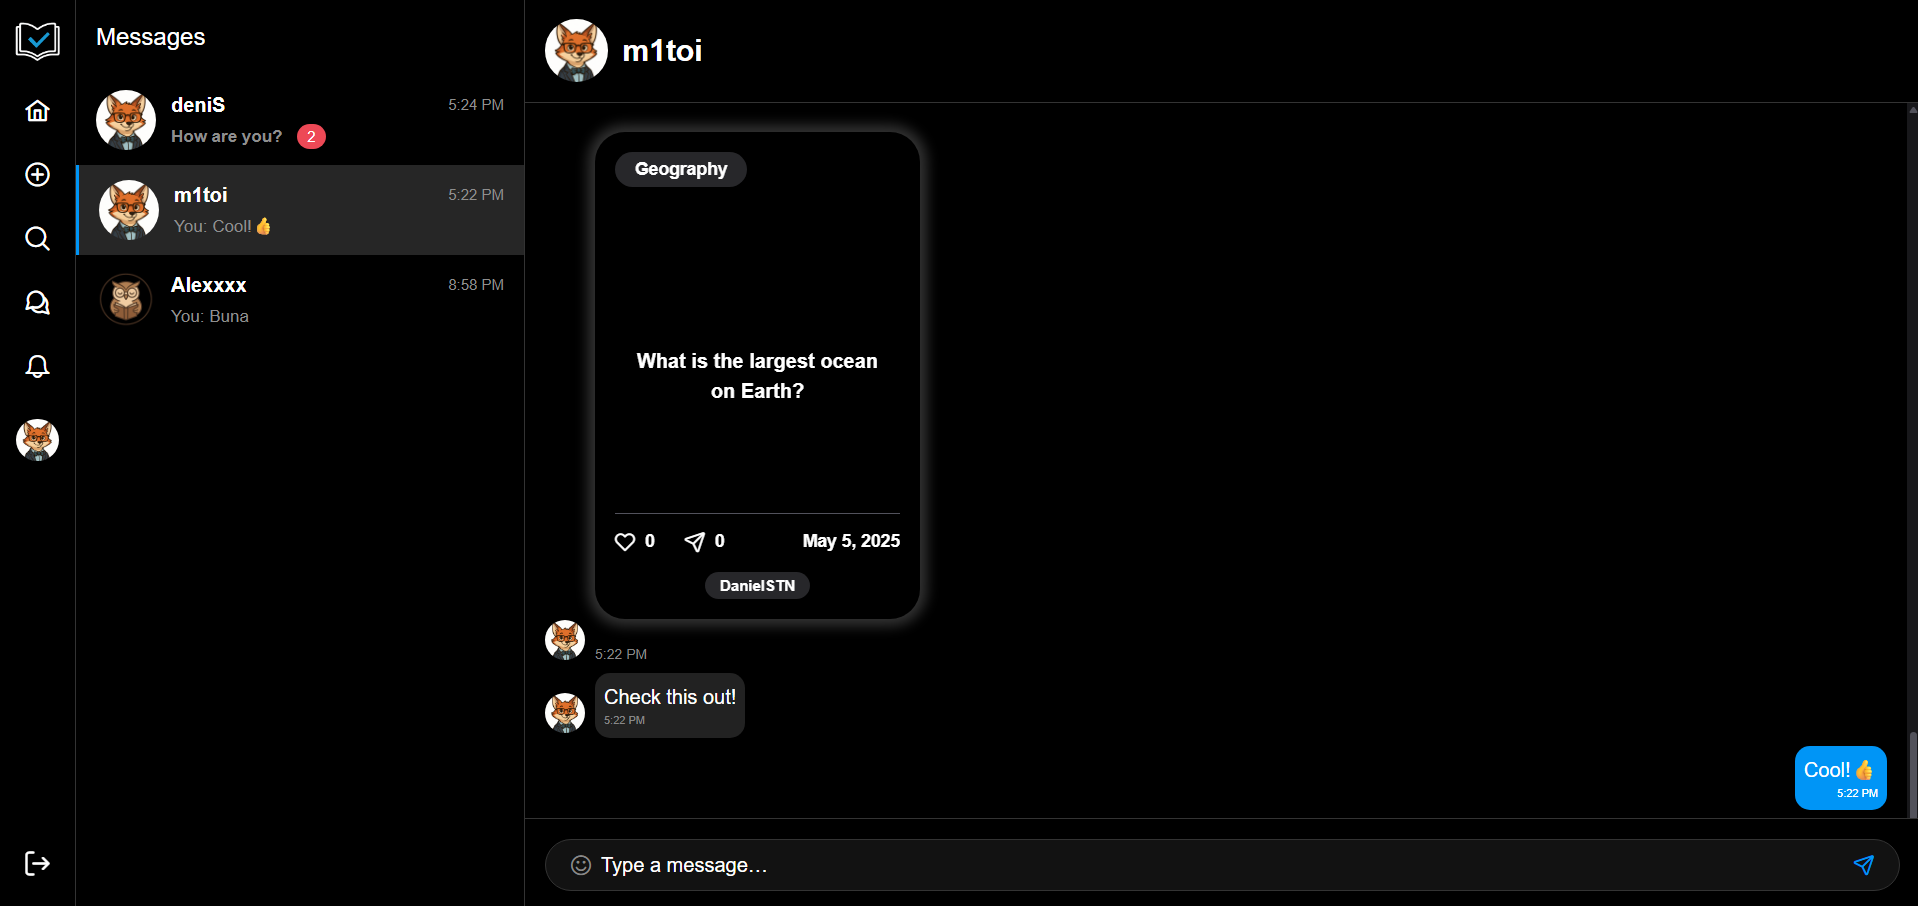 Messages
deniS
5:24 PM
How are you?
2
m1toi
5:22 PM
You: Cool!👍
Alexxxx
8:58 PM
You: Buna
m1toi
Geography
What is the largest ocean
on Earth?
0
0
May 5, 2025
DanielSTN
5:22 PM
Check this out!
5:22 PM
Cool!👍
5:22 PM
Type a message...